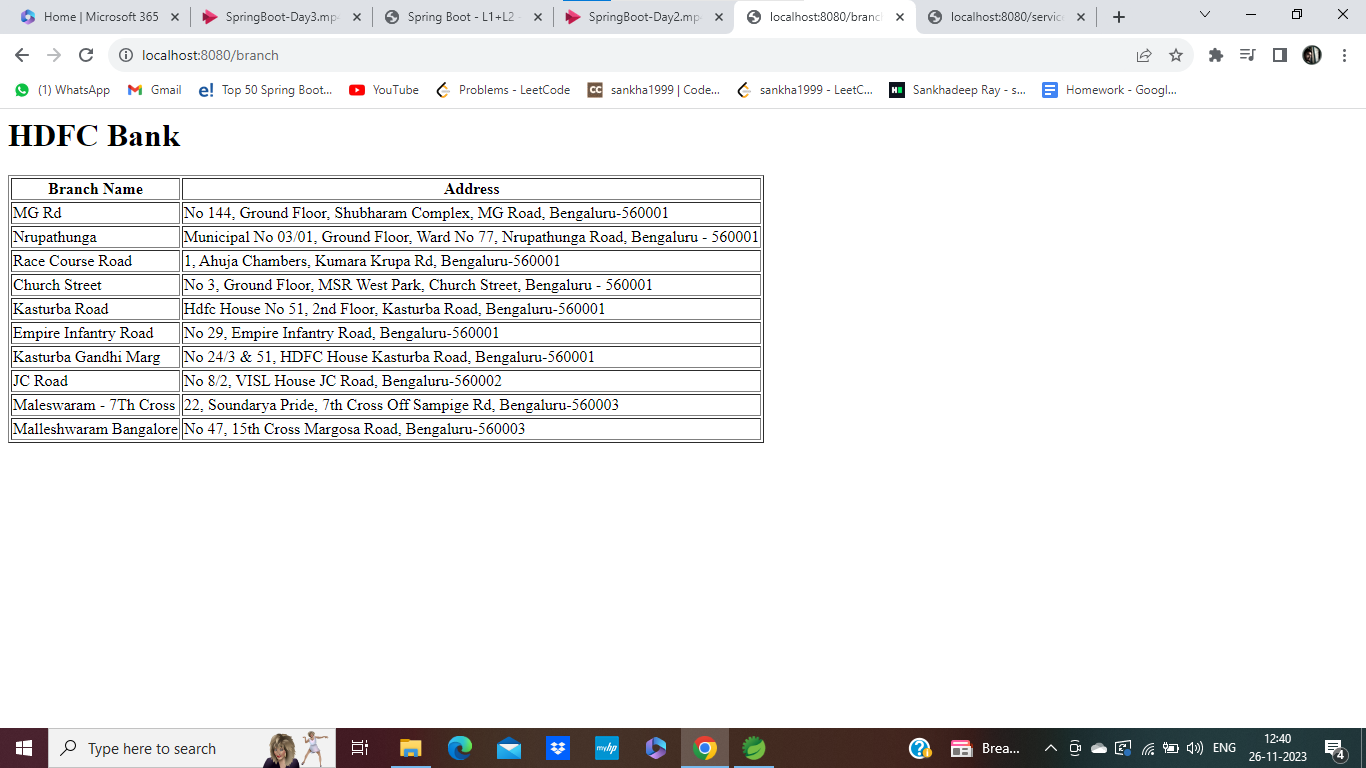 Home | Microsoft 365
SpringBoot-Day3.mp
Spring Boot - L1+L2
SpringBoot-Day2.mp
localhost:8080/branc
localhost:8080/servic
localhost:8080/branch
(1) WhatsApp
Gmail
e! Top 50 Spring Boot...
YouTube
Problems - LeetCode
CC sankha1999 | Code...
sankha1999 - LeetC...
Sankhadeep Ray - s...
Homework - Googl...
HDFC Bank
Branch Name Address
MG Rd No 144, Ground Floor, Shubharam Complex, MG Road, Bengaluru-560001
Nrupathunga Municipal No 03/01, Ground Floor, Ward No 77, Nrupathunga Road, Bengaluru - 560001
Race Course Road 1, Ahuja Chambers, Kumara Krupa Rd, Bengaluru-560001
Church Street No 3, Ground Floor, MSR West Park, Church Street, Bengaluru - 560001
Kasturba Road Hdfc House No 51, 2nd Floor, Kasturba Road, Bengaluru-560001
Empire Infantry Road No 29, Empire Infantry Road, Bengaluru-560001
Kasturba Gandhi Marg No 24/3 & 51, HDFC House Kasturba Road, Bengaluru-560001
JC Road No 8/2, VISL House JC Road, Bengaluru-560002
Maleswaram - 7Th Cross 22, Soundarya Pride, 7th Cross Off Sampige Rd, Bengaluru-560003
Malleshwaram Bangalore No 47, 15th Cross Margosa Road, Bengaluru-560003
Type here to search
myhp
Brea...
ENG
12:40
26-11-2023
4